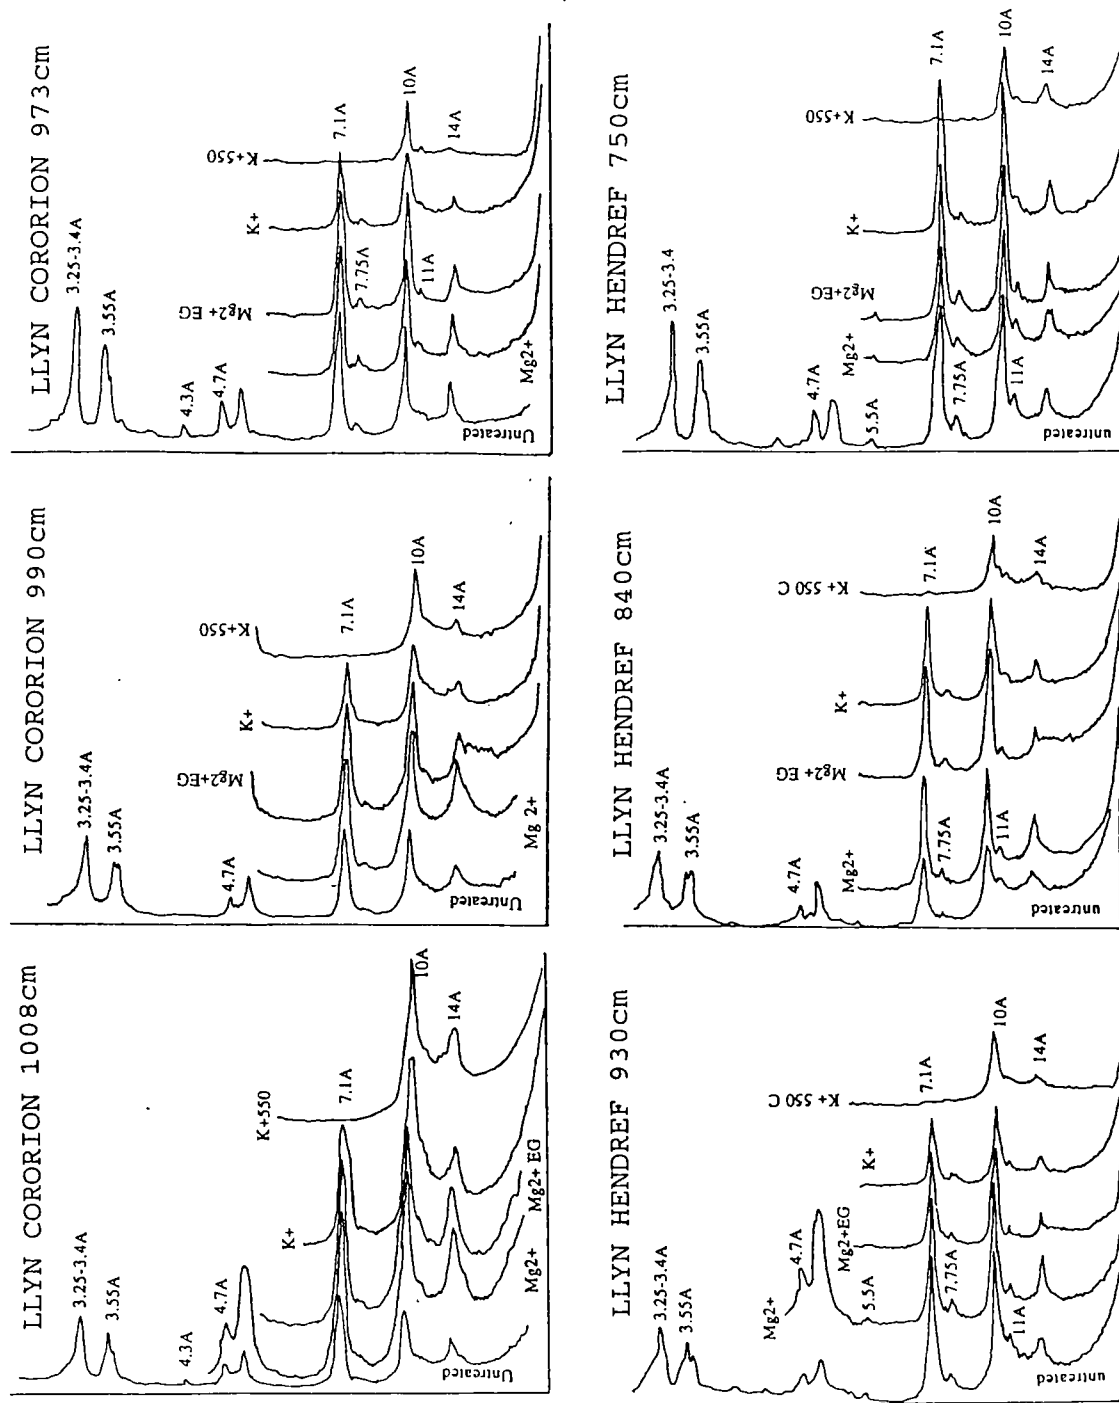 LLYN CORORION 973cm
3.25-3.4A
3.55A
4.3A
4.7A
7.1A
7.75A
10A
11A
14A
K+550
K+
Mg2+ EG
Mg2+
Untreated
LLYN HENDREF 750cm
3.25-3.4
3.55A
4.7A
5.5A
7.1A
7.75A
10A
11A
14A
K+550
K+
Mg2+EG
Mg2+
untreated
LLYN CORORION 990cm
3.25-3.4A
3.55A
4.7A
7.1A
10A
14A
K+550
K+
Mg2+EG
Mg 2+
Untreated
LLYN HENDREF 840cm
3.25-3.4A
3.55A
4.7A
7.1A
7.75A
10A
11A
14A
K+ 550 C
K+
Mg2+ EG
Mg2+
untreated
LLYN CORORION 1008cm
3.25-3.4A
3.55A
4.3A
4.7A
7.1A
10A
14A
K+550
K+
Mg2+ EG
Mg2+
Untreated
LLYN HENDREF 930cm
3.25-3.4A
3.55A
4.7A
5.5A
7.1A
7.75A
10A
11A
14A
K+ 550 C
K+
Mg2+EG
Mg2+
untreated